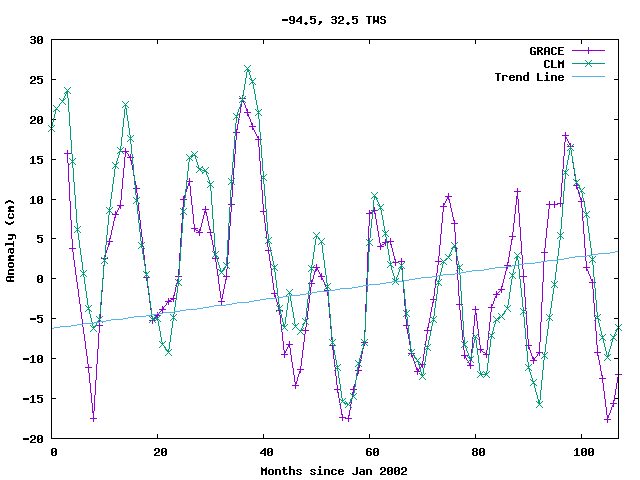 -94.5, 32.5 TWS
GRACE
CLM
Trend Line
30
25
20
15
10
5
0
-5
-10
-15
-20
Anomaly (cm)
0 20 40 60 80 100
Months since Jan 2002